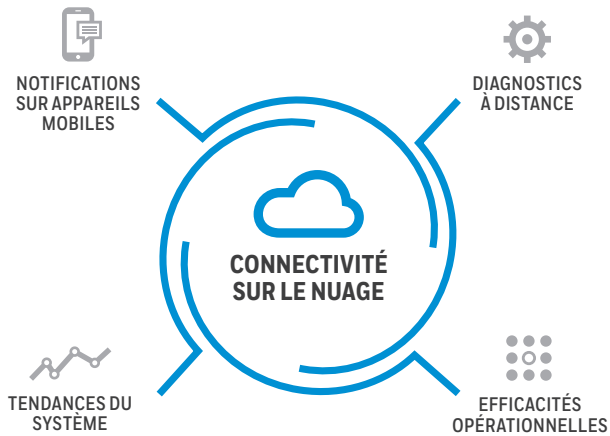 NOTIFICATIONS
SUR APPAREILS
MOBILES
DIAGNOSTICS
À DISTANCE
CONNECTIVITÉ
SUR LE NUAGE
TENDANCES DU
SYSTÈME
EFFICACITÉS
OPÉRATIONNELLES